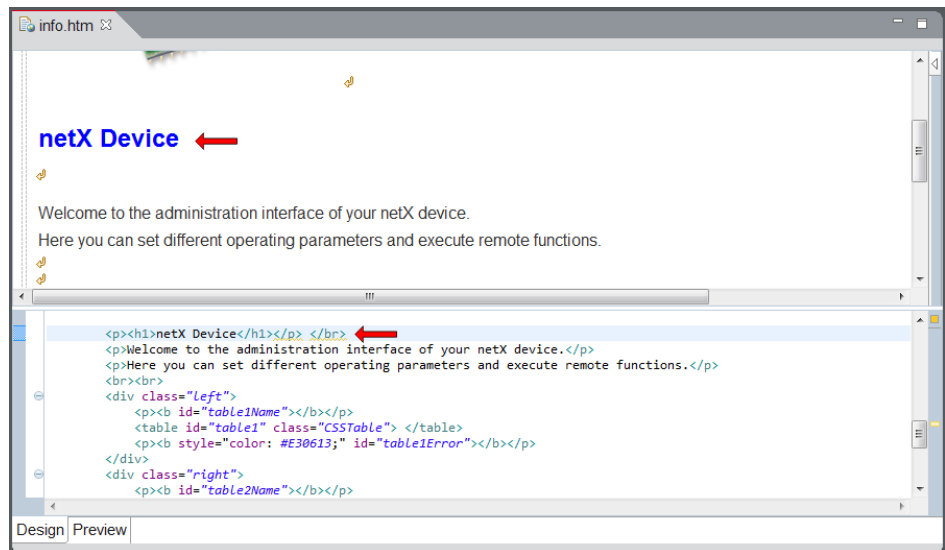 info.htm
netX Device
Welcome to the administration interface of your netX device.
Here you can set different operating parameters and execute remote functions.
<p><h1>netX Device</h1></p> </br>
<p>Welcome to the administration interface of your netX device.</p>
<p>Here you can set different operating parameters and execute remote functions.</p>
<br><br>
<div class="left">
<p><b id="table1Name"></b></p>
<table id="table1" class="CSSTable"> </table>
<p><b style="color: #E30613;" id="table1Error"></b></p>
</div>
<div class="right">
<p><b id="table2Name"></b></p>
Design Preview